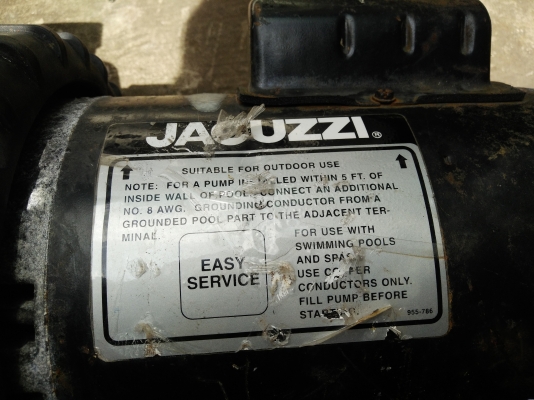 JACUZZI®
SUITABLE FOR OUTDOOR USE
NOTE: FOR A PUMP INSTALLED WITHIN 5 FT. OF
INSIDE WALL OF POOL, CONNECT AN ADDITIONAL
NO. 8 AWG. GROUNDING CONDUCTOR FROM A
GROUNDED POOL PART TO THE ADJACENT TER-
MINAL.
EASY
SERVICE
FOR USE WITH
SWIMMING POOLS
AND SPAS
USE COPPER
CONDUCTORS ONLY.
FILL PUMP BEFORE
STARTING.
955-786